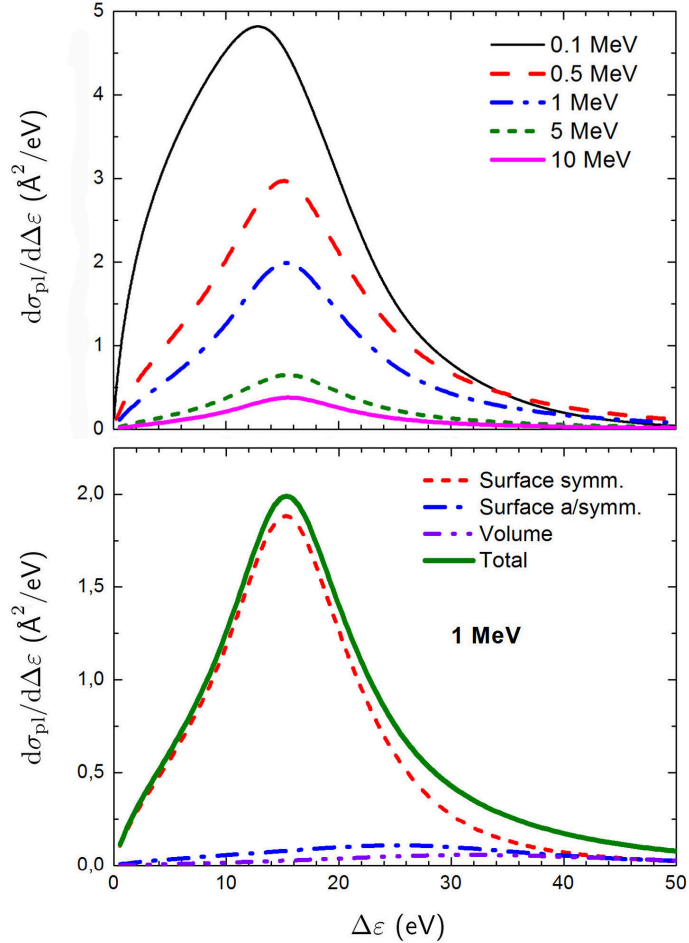 5
4
3
2
1
0
dσpl/dΔε (Å²/eV)
0.1 MeV
0.5 MeV
1 MeV
5 MeV
10 MeV
2,0
1,5
1,0
0,5
0,0
dσpl/dΔε (Å²/eV)
Surface symm.
Surface a/symm.
Volume
Total
1 MeV
0 10 20 30 40 50
Δε (eV)